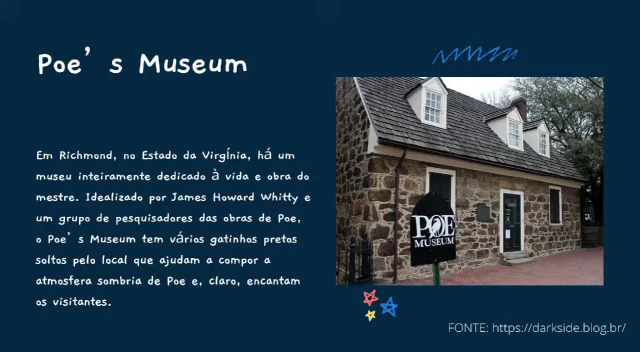 Poe's Museum
Em Richmond, no Estado da Virgínia, há um
museu inteiramente dedicado à vida e obra do
mestre. Idealizado por James Howard Whitty e
um grupo de pesquisadores das obras de Poe,
o Poe's Museum tem vários gatinhos pretos
soltos pelo local que ajudam a compor a
atmosfera sombria de Poe e, claro, encantam
os visitantes.
POE
MUSEUM
FONTE: https://darkside.blog.br/